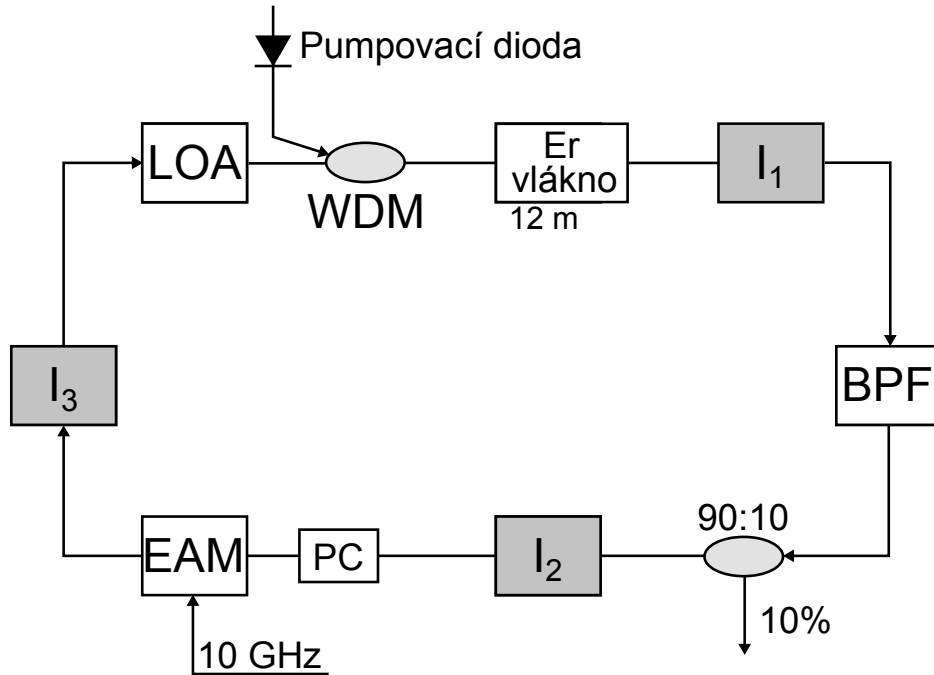 Pumpovací dioda
LOA
WDM
Er
vlákno
12 m
I₁
I₃
BPF
90:10
EAM
PC
I₂
10%
10 GHz